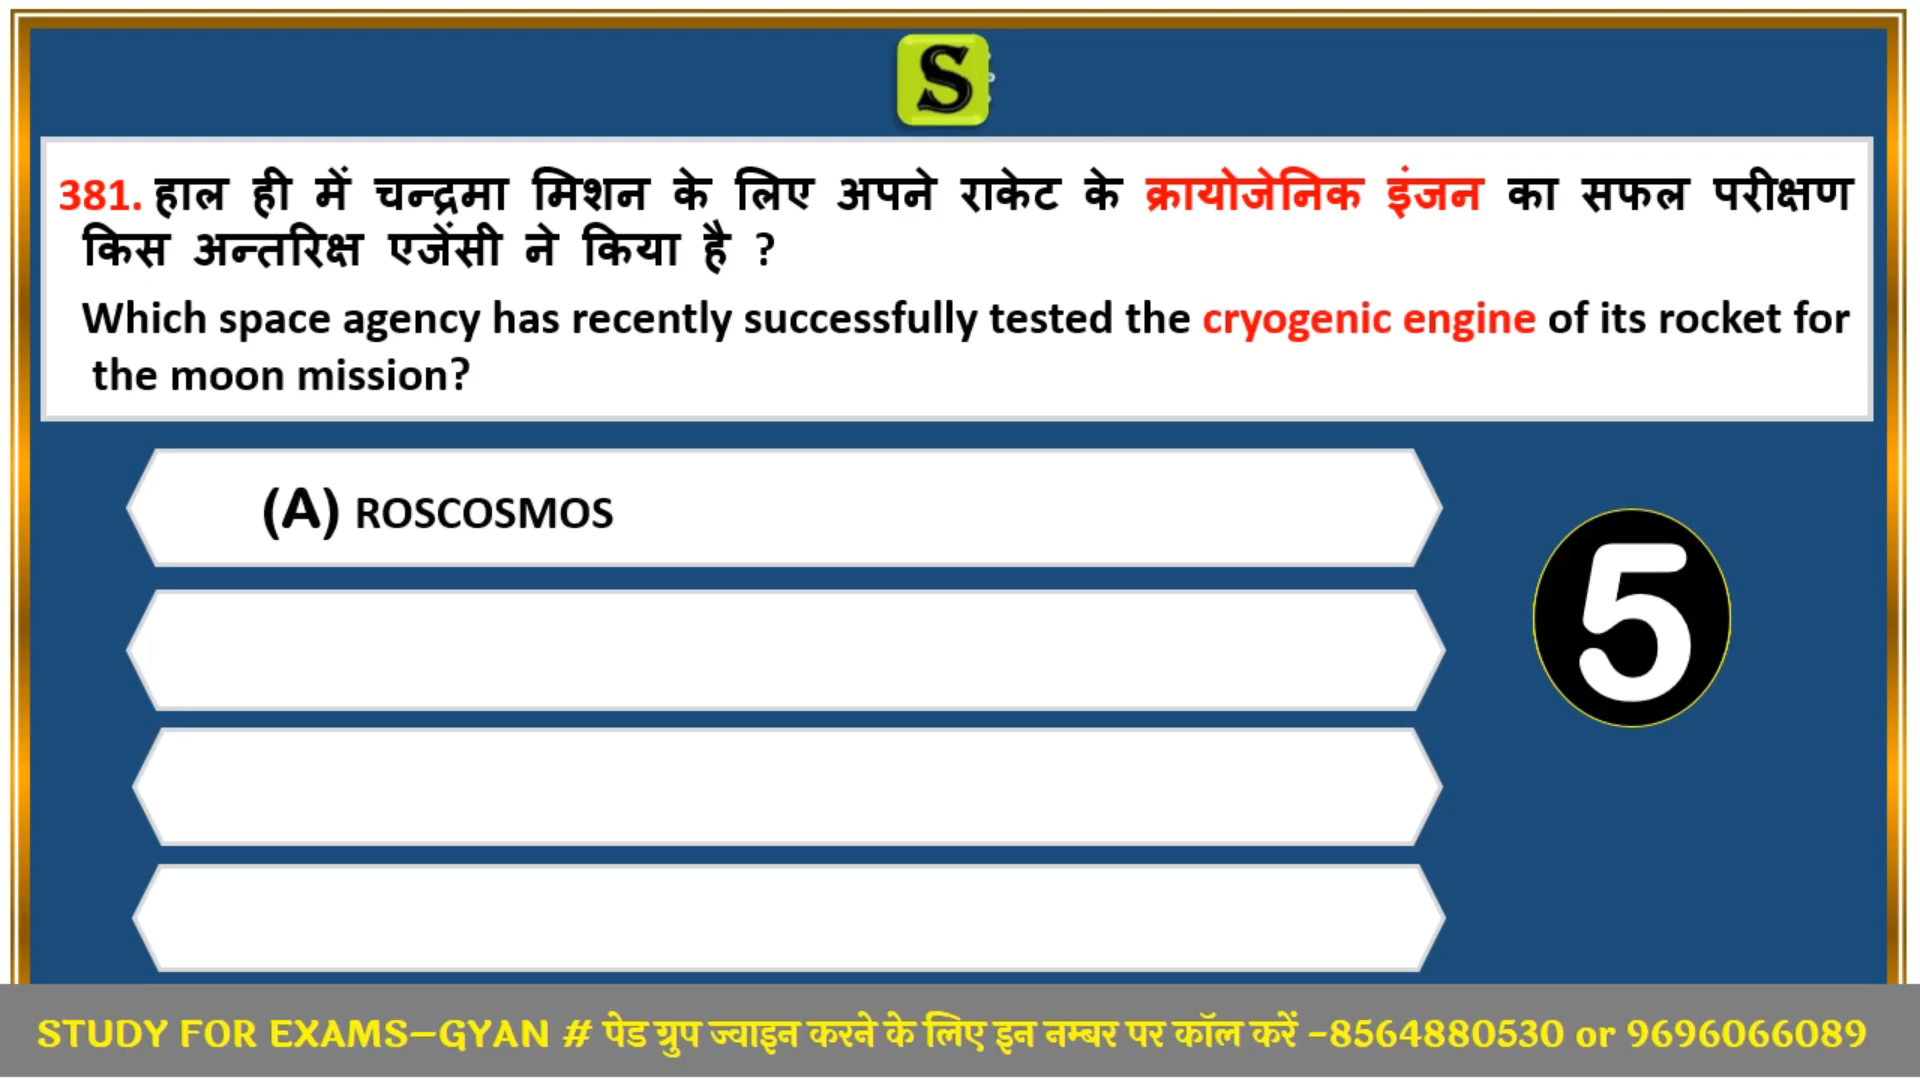 S
381. हाल ही में चन्द्रमा मिशन के लिए अपने राकेट के क्रायोजेनिक इंजन का सफल परीक्षण
किस अन्तरिक्ष एजेंसी ने किया है ?
Which space agency has recently successfully tested the cryogenic engine of its rocket for
the moon mission?
(A) ROSCOSMOS
5
STUDY FOR EXAMS–GYAN # पेड ग्रुप ज्वाइन करने के लिए इन नम्बर पर कॉल करें –8564880530 or 9696066089